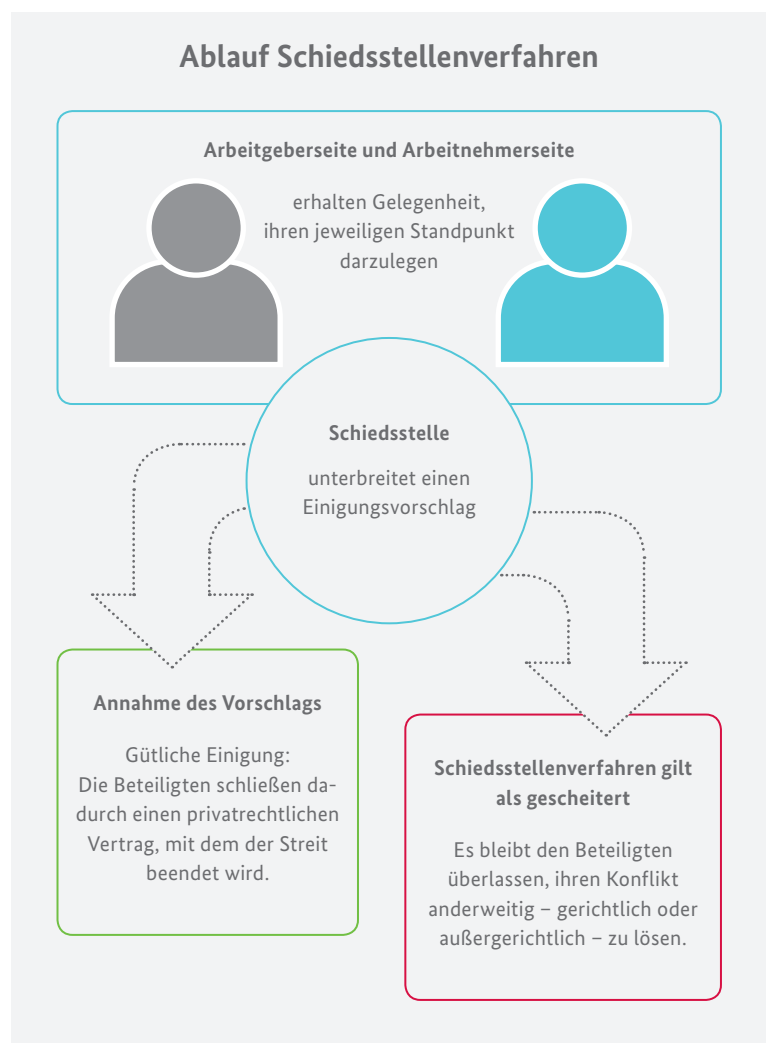 Ablauf Schiedsstellenverfahren
Arbeitgeberseite und Arbeitnehmerseite
erhalten Gelegenheit,
ihren jeweiligen Standpunkt
darzulegen
Schiedsstelle
unterbreitet einen
Einigungsvorschlag
Annahme des Vorschlags
Gütliche Einigung:
Die Beteiligten schließen da-
durch einen privatrechtlichen
Vertrag, mit dem der Streit
beendet wird.
Schiedsstellenverfahren gilt
als gescheitert
Es bleibt den Beteiligten
überlassen, ihren Konflikt
anderweitig – gerichtlich oder
außergerichtlich – zu lösen.